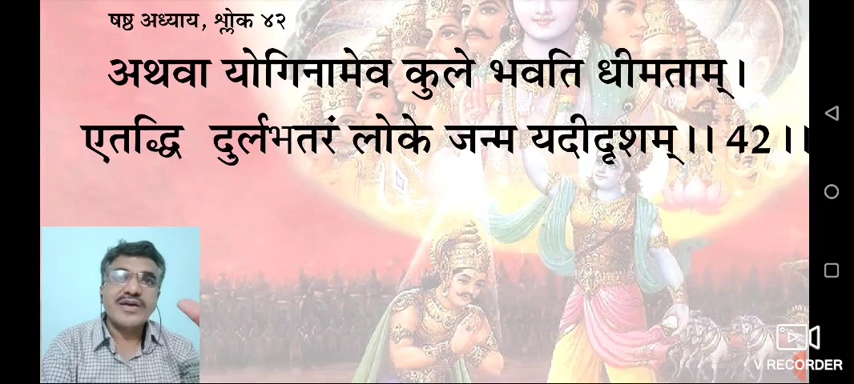 षष्ठ अध्याय, श्लोक ४२
अथवा योगिनामेव कुले भवति धीमताम्।
एतद्धि दुर्लभतरं लोके जन्म यदीदृशम्।। 42।।
V RECORDER